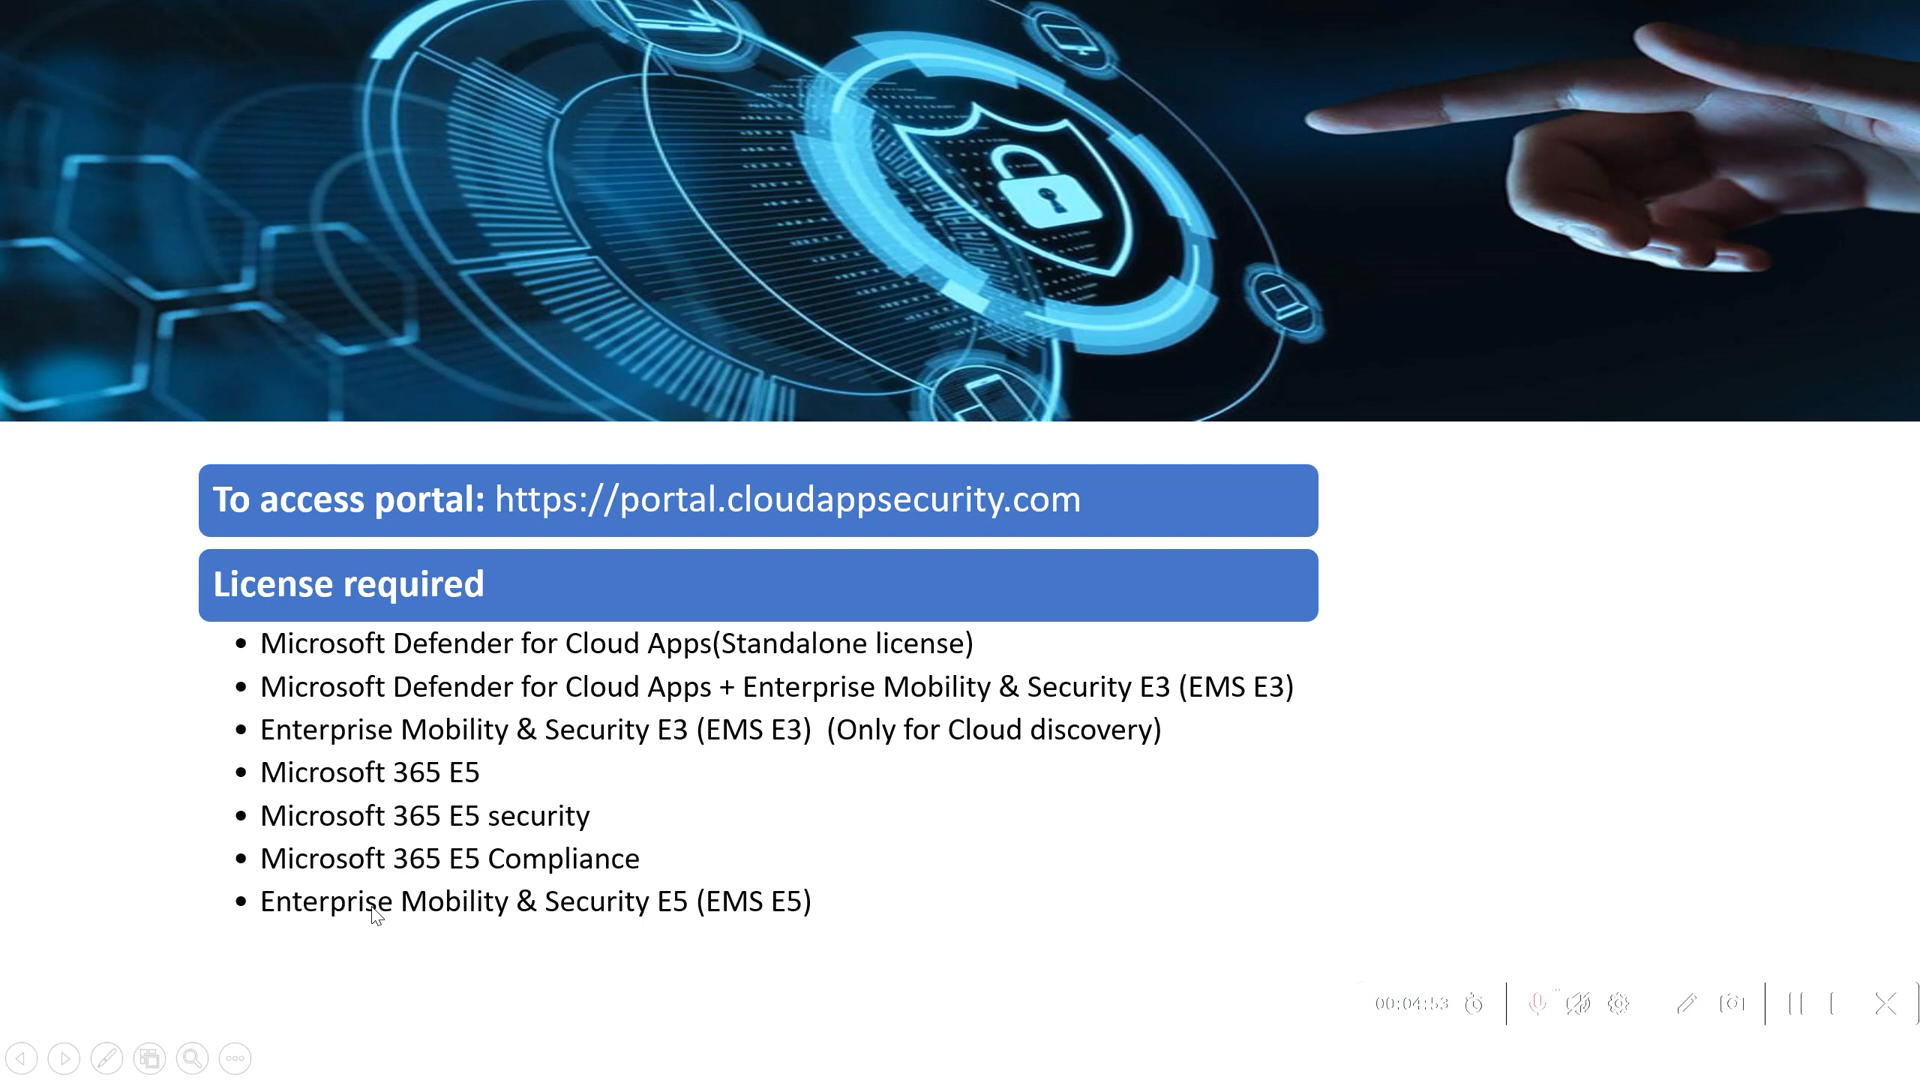 To access portal: https://portal.cloudappsecurity.com
License required
• Microsoft Defender for Cloud Apps(Standalone license)
• Microsoft Defender for Cloud Apps + Enterprise Mobility & Security E3 (EMS E3)
• Enterprise Mobility & Security E3 (EMS E3)  (Only for Cloud discovery)
• Microsoft 365 E5
• Microsoft 365 E5 security
• Microsoft 365 E5 Compliance
• Enterprise Mobility & Security E5 (EMS E5)
00:04:53